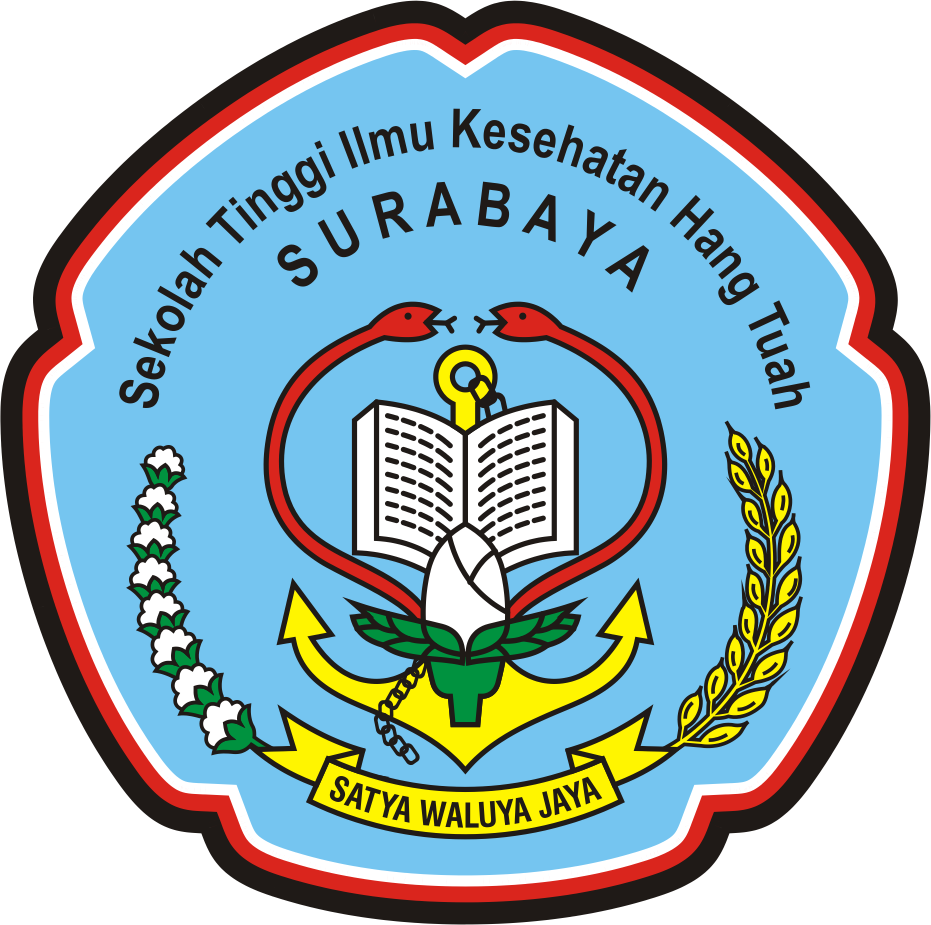 Sekolah Tinggi Ilmu Kesehatan Hang Tuah
SURABAYA
SATYA WALUYA JAYA